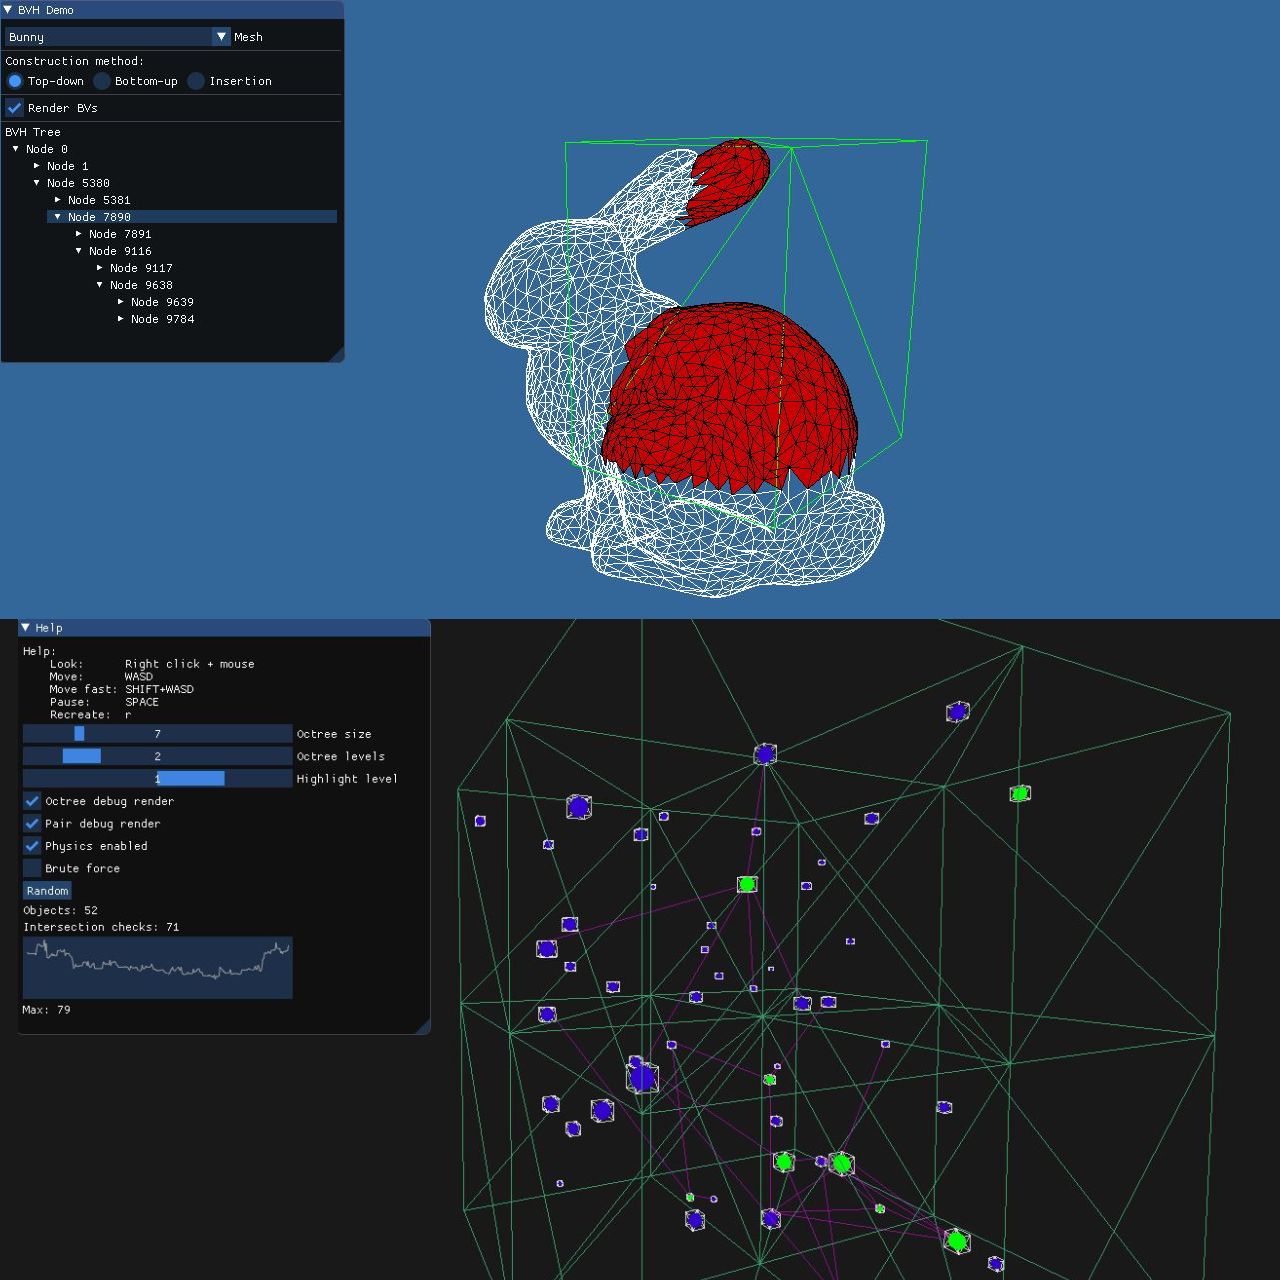 BVH Demo
Bunny Mesh
Construction method:
Top-down Bottom-up Insertion
Render BVs
BVH Tree
Node 0
Node 1
Node 5380
Node 5381
Node 7890
Node 7891
Node 9116
Node 9117
Node 9638
Node 9639
Node 9784
Help
Help:
Look: Right click + mouse
Move: WASD
Move fast: SHIFT+WASD
Pause: SPACE
Recreate: r
7 Octree size
2 Octree levels
1 Highlight level
Octree debug render
Pair debug render
Physics enabled
Brute force
Random
Objects: 52
Intersection checks: 71
Max: 79